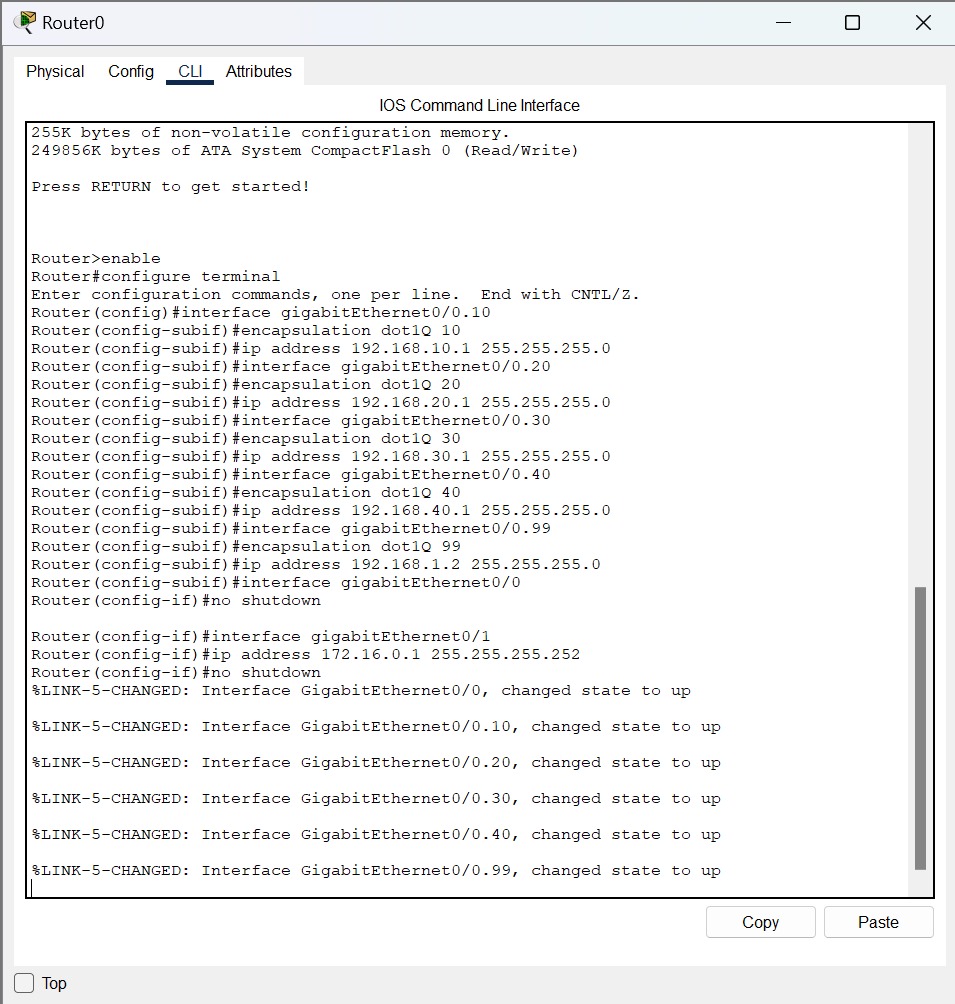 Router0
Physical Config CLI Attributes
IOS Command Line Interface
255K bytes of non-volatile configuration memory.
249856K bytes of ATA System CompactFlash 0 (Read/Write)
Press RETURN to get started!
Router>enable
Router#configure terminal
Enter configuration commands, one per line.  End with CNTL/Z.
Router(config)#interface gigabitEthernet0/0.10
Router(config-subif)#encapsulation dot1Q 10
Router(config-subif)#ip address 192.168.10.1 255.255.255.0
Router(config-subif)#interface gigabitEthernet0/0.20
Router(config-subif)#encapsulation dot1Q 20
Router(config-subif)#ip address 192.168.20.1 255.255.255.0
Router(config-subif)#interface gigabitEthernet0/0.30
Router(config-subif)#encapsulation dot1Q 30
Router(config-subif)#ip address 192.168.30.1 255.255.255.0
Router(config-subif)#interface gigabitEthernet0/0.40
Router(config-subif)#encapsulation dot1Q 40
Router(config-subif)#ip address 192.168.40.1 255.255.255.0
Router(config-subif)#interface gigabitEthernet0/0.99
Router(config-subif)#encapsulation dot1Q 99
Router(config-subif)#ip address 192.168.1.2 255.255.255.0
Router(config-subif)#interface gigabitEthernet0/0
Router(config-if)#no shutdown
Router(config-if)#interface gigabitEthernet0/1
Router(config-if)#ip address 172.16.0.1 255.255.255.252
Router(config-if)#no shutdown
%LINK-5-CHANGED: Interface GigabitEthernet0/0, changed state to up
%LINK-5-CHANGED: Interface GigabitEthernet0/0.10, changed state to up
%LINK-5-CHANGED: Interface GigabitEthernet0/0.20, changed state to up
%LINK-5-CHANGED: Interface GigabitEthernet0/0.30, changed state to up
%LINK-5-CHANGED: Interface GigabitEthernet0/0.40, changed state to up
%LINK-5-CHANGED: Interface GigabitEthernet0/0.99, changed state to up
Copy Paste
Top